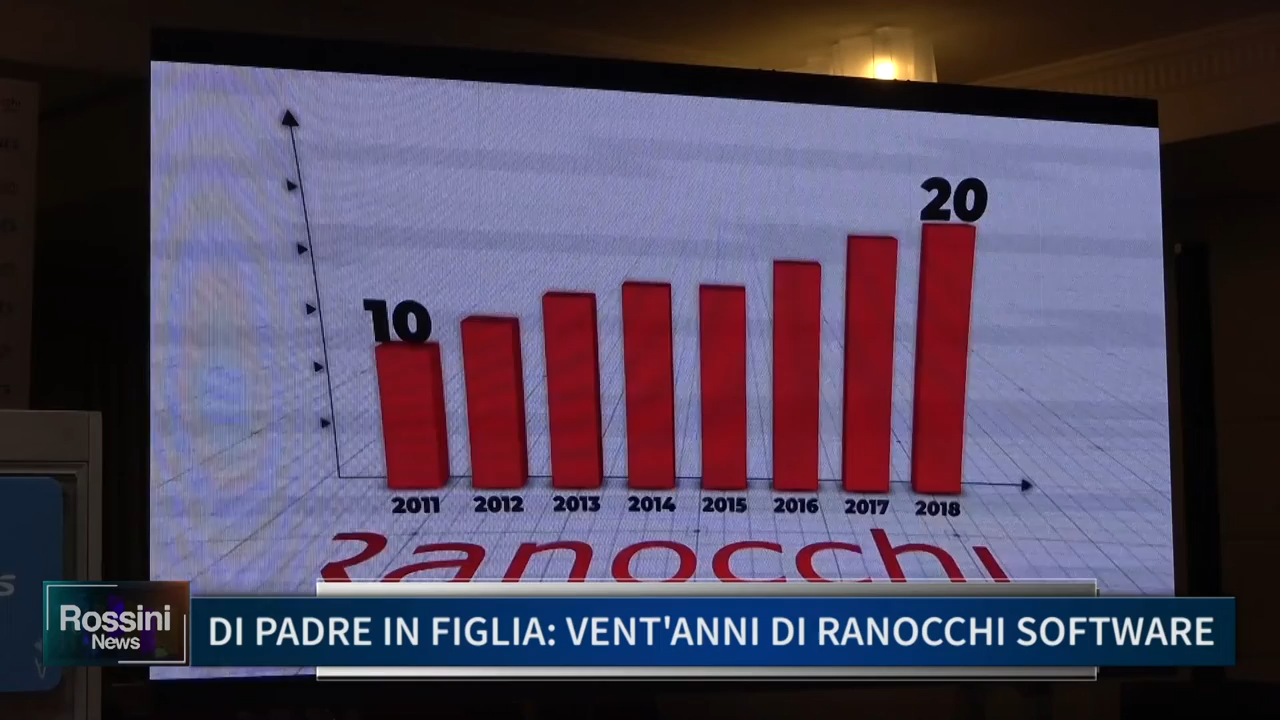 20
10
2011 2012 2013 2014 2015 2016 2017 2018
Ranocchi
Rossini
News
DI PADRE IN FIGLIA: VENT'ANNI DI RANOCCHI SOFTWARE